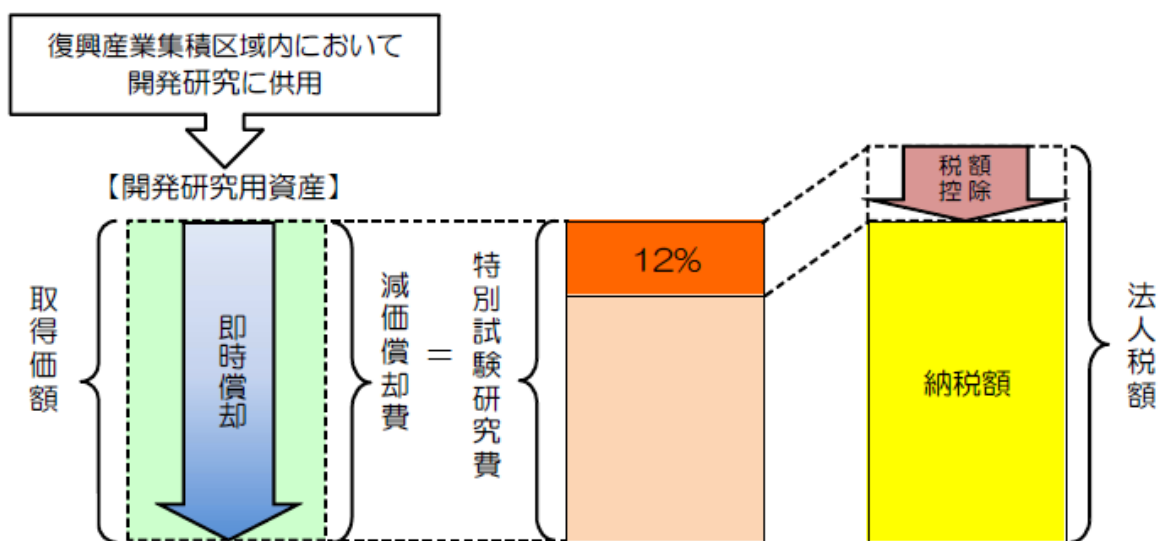 復興産業集積区域内において
開発研究に供用
【開発研究用資産】
取得価額
即時償却
減価償却費
=
特別試験研究費
12%
税額
控除
納税額
法人税額